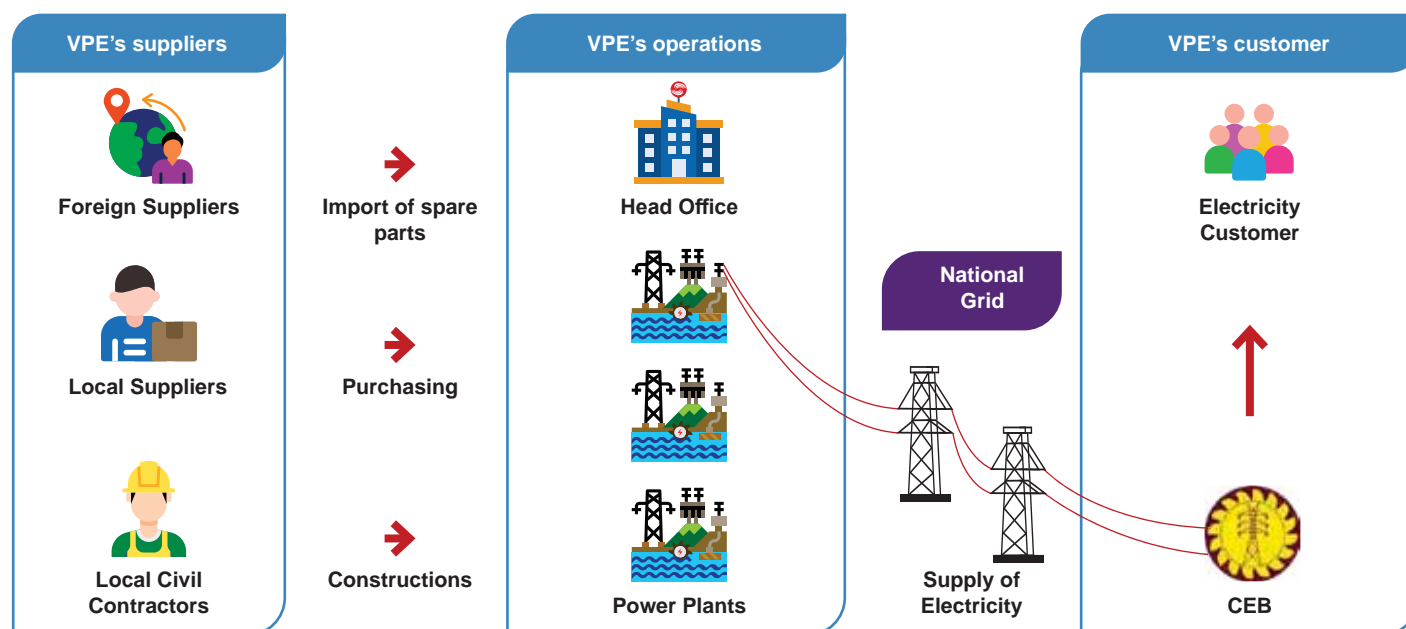 VPE’s suppliers
VPE’s operations
VPE’s customer
Foreign Suppliers
Import of spare
parts
Head Office
Electricity
Customer
National
Grid
Local Suppliers
Purchasing
Local Civil
Contractors
Constructions
Power Plants
Supply of
Electricity
CEB